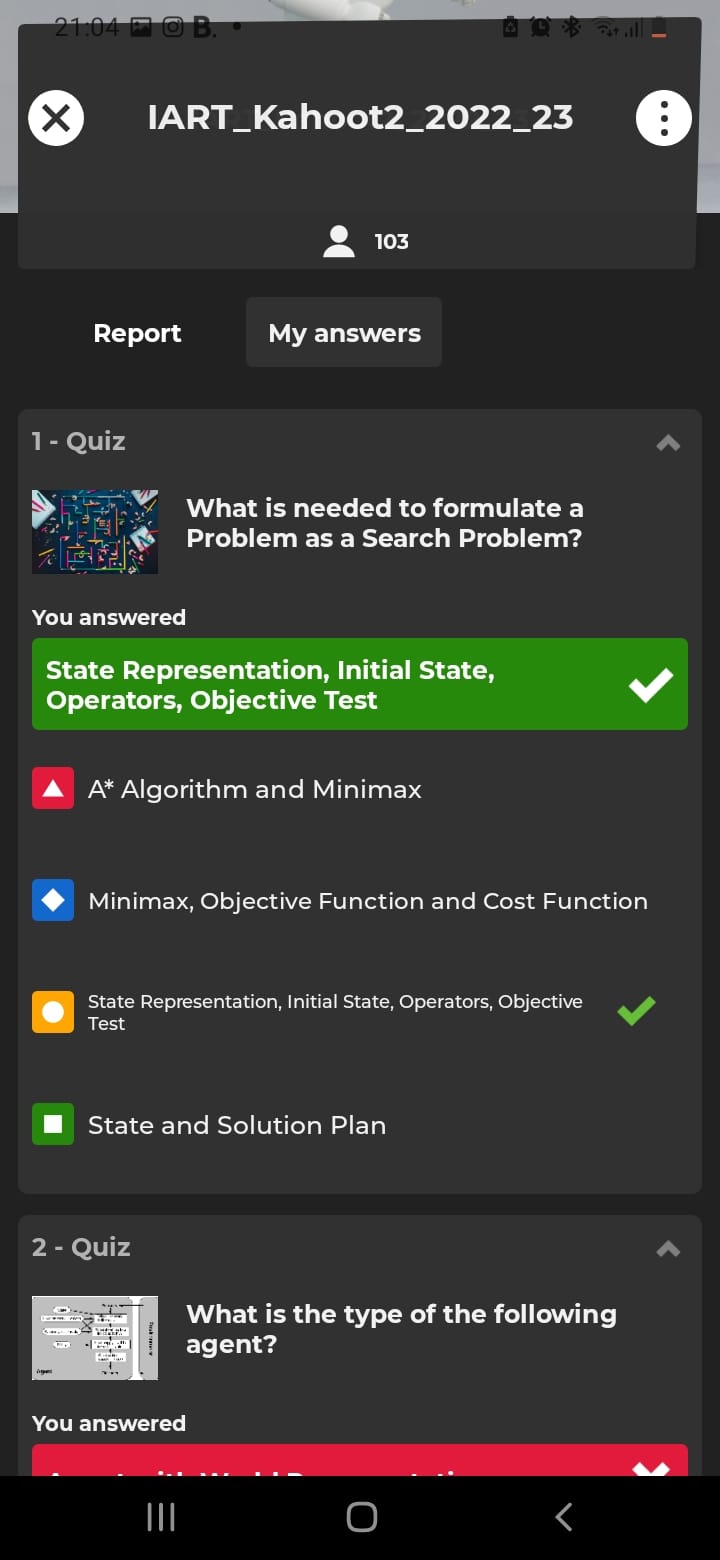 21:04 B.
IART_Kahoot2_2022_23
103
Report My answers
1 - Quiz
What is needed to formulate a
Problem as a Search Problem?
You answered
State Representation, Initial State,
Operators, Objective Test
A* Algorithm and Minimax
Minimax, Objective Function and Cost Function
State Representation, Initial State, Operators, Objective
Test
State and Solution Plan
2 - Quiz
What is the type of the following
agent?
You answered